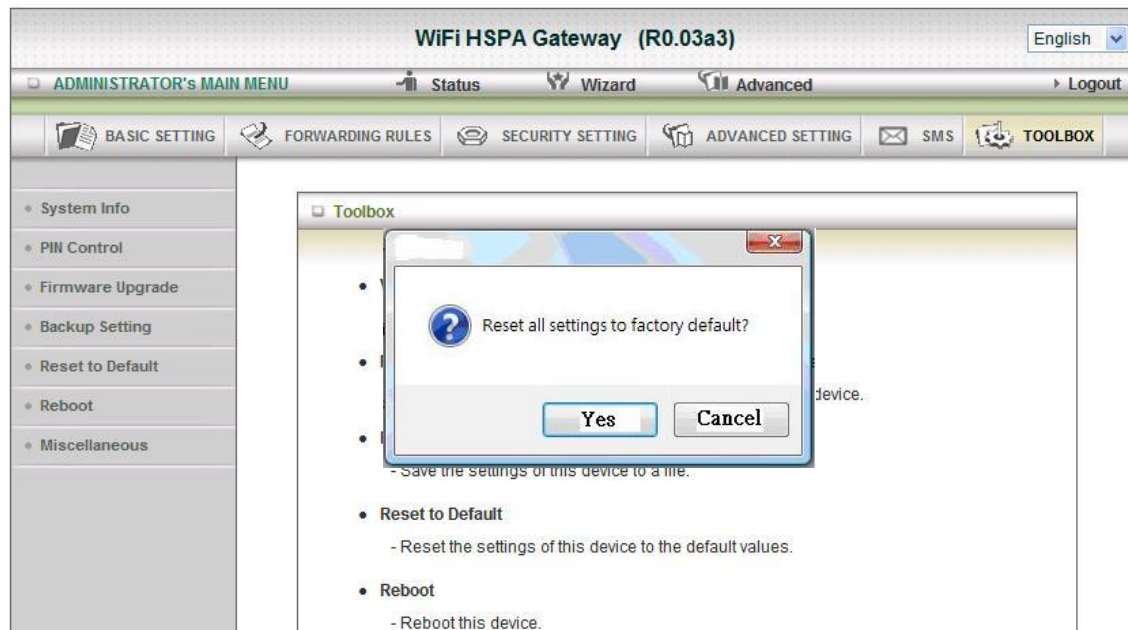 WiFi HSPA Gateway (R0.03a3)
English
ADMINISTRATOR's MAIN MENU
Status
Wizard
Advanced
Logout
BASIC SETTING
FORWARDING RULES
SECURITY SETTING
ADVANCED SETTING
SMS
TOOLBOX
System Info
PIN Control
Firmware Upgrade
Backup Setting
Reset to Default
Reboot
Miscellaneous
Toolbox
Reset all settings to factory default?
Yes
Cancel
device.
- Save the settings of this device to a file.
Reset to Default
- Reset the settings of this device to the default values.
Reboot
- Reboot this device.